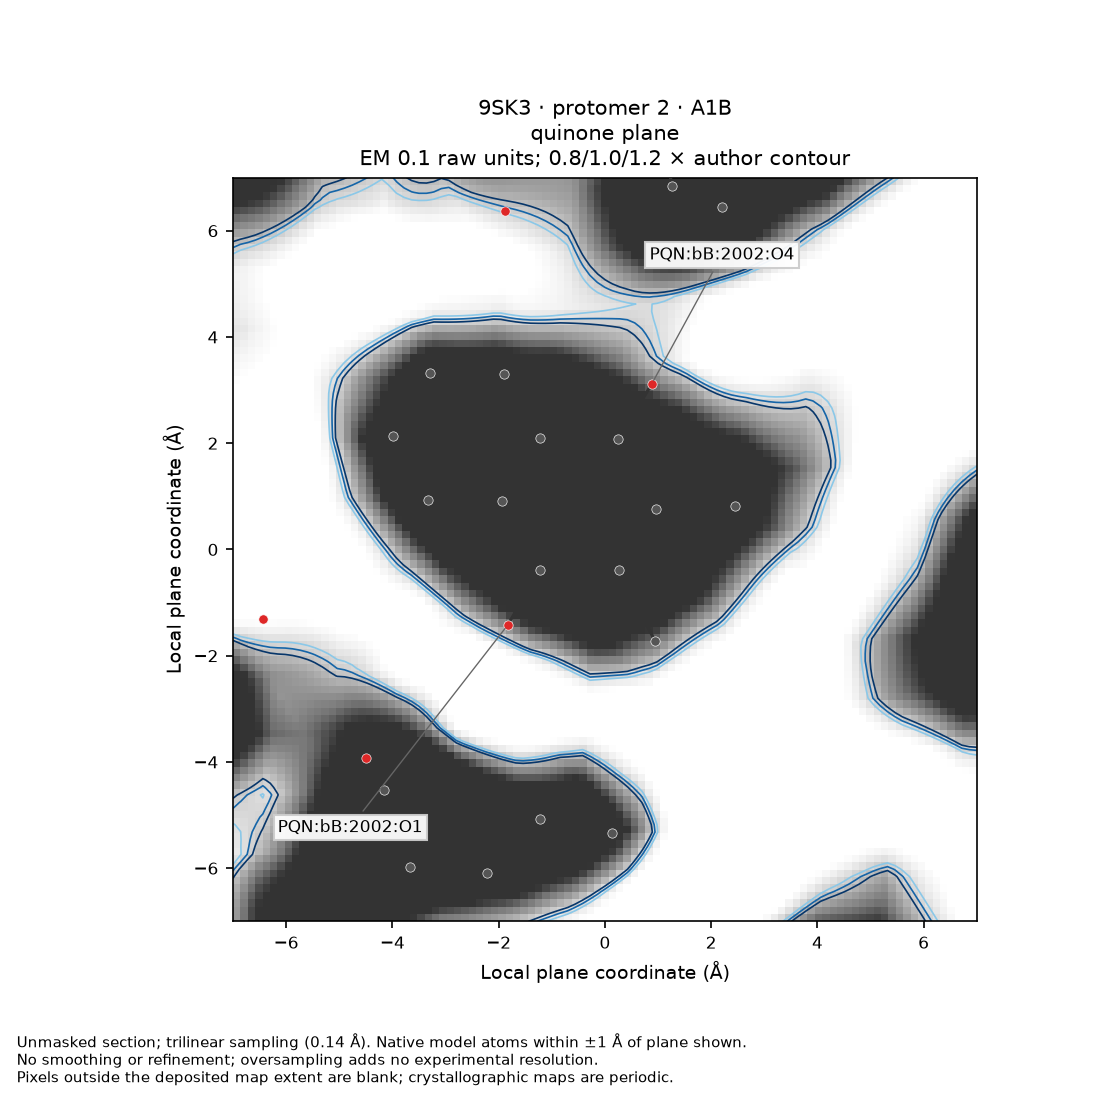 9SK3 · protomer 2 · A1B
quinone plane
EM 0.1 raw units; 0.8/1.0/1.2 × author contour
PQN:bB:2002:O4
PQN:bB:2002:O1
6
4
2
0
−2
−4
−6
Local plane coordinate (Å)
−6 −4 −2 0 2 4 6
Local plane coordinate (Å)
Unmasked section; trilinear sampling (0.14 Å). Native model atoms within ±1 Å of plane shown.
No smoothing or refinement; oversampling adds no experimental resolution.
Pixels outside the deposited map extent are blank; crystallographic maps are periodic.